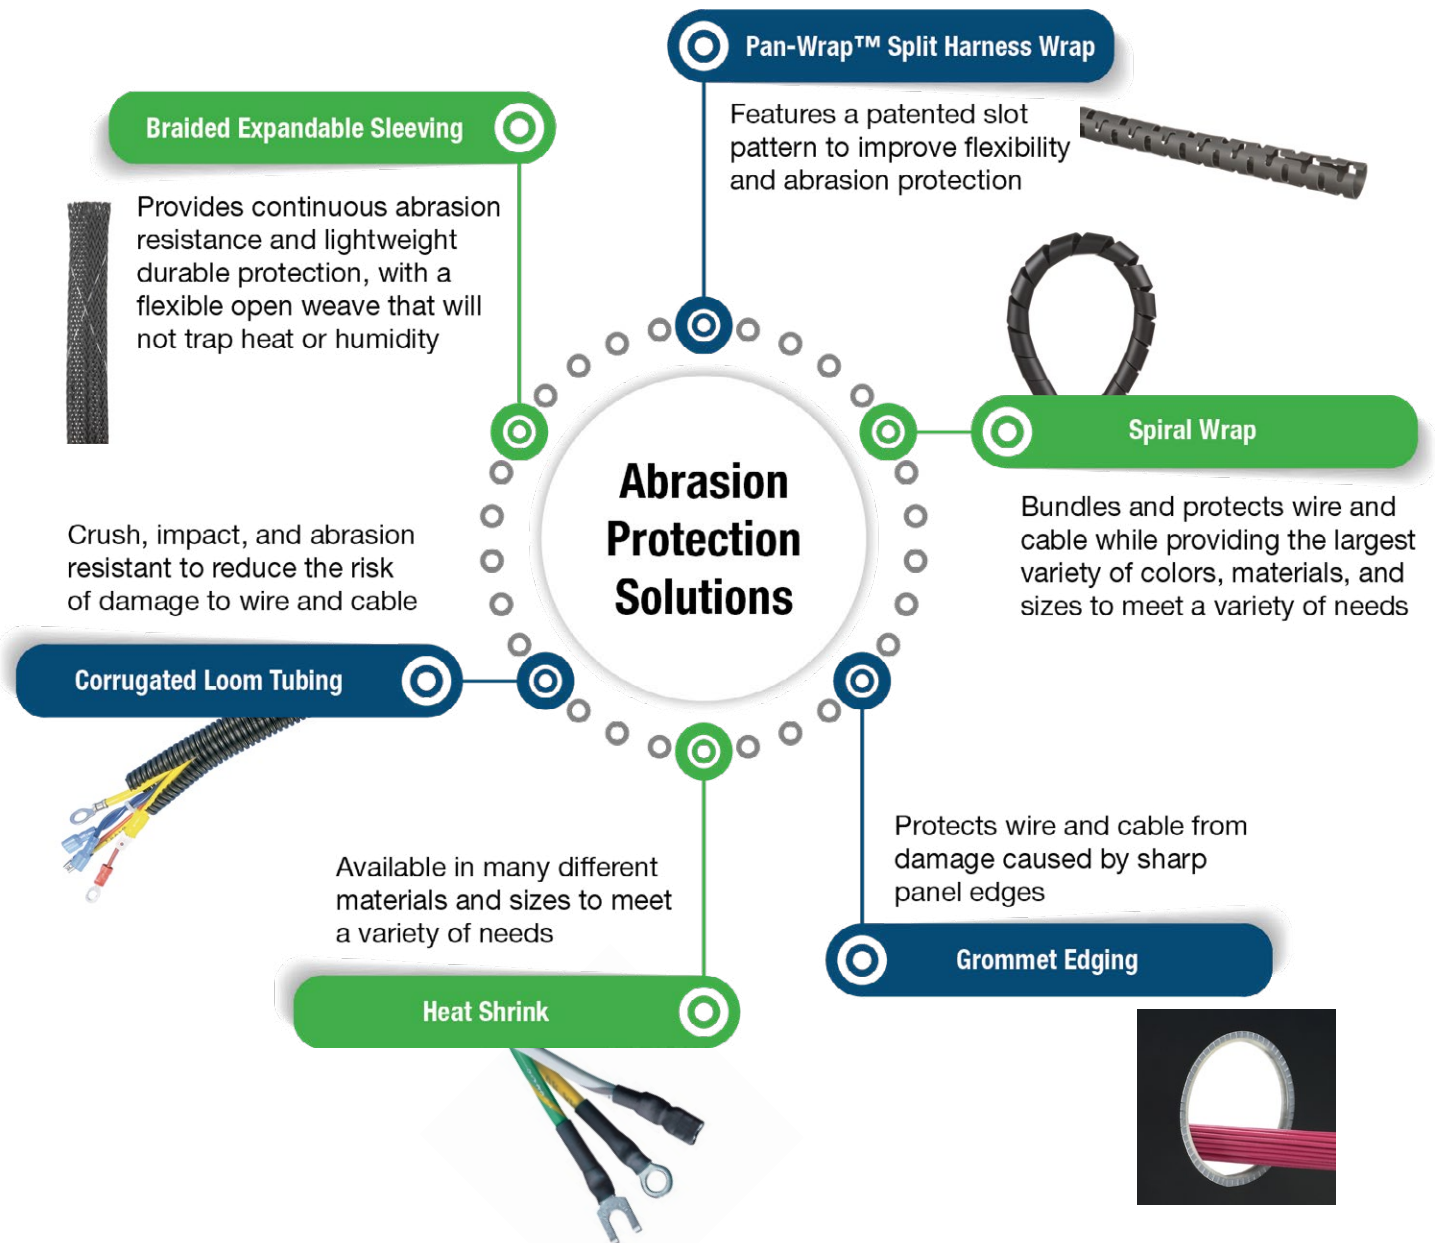 Pan-Wrap™ Split Harness Wrap
Features a patented slot
pattern to improve flexibility
and abrasion protection
Braided Expandable Sleeving
Provides continuous abrasion
resistance and lightweight
durable protection, with a
flexible open weave that will
not trap heat or humidity
Abrasion
Protection
Solutions
Spiral Wrap
Bundles and protects wire and
cable while providing the largest
variety of colors, materials, and
sizes to meet a variety of needs
Crush, impact, and abrasion
resistant to reduce the risk
of damage to wire and cable
Corrugated Loom Tubing
Protects wire and cable from
damage caused by sharp
panel edges
Grommet Edging
Available in many different
materials and sizes to meet
a variety of needs
Heat Shrink